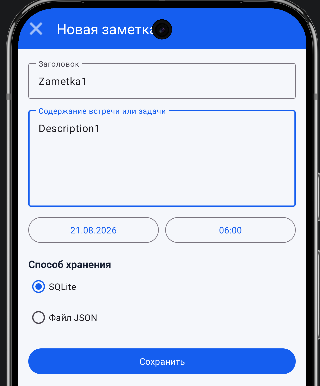 Новая заметка
Заголовок
Zametka1
Содержание встречи или задачи
Description1
21.08.2026
06:00
Способ хранения
SQLite
Файл JSON
Сохранить